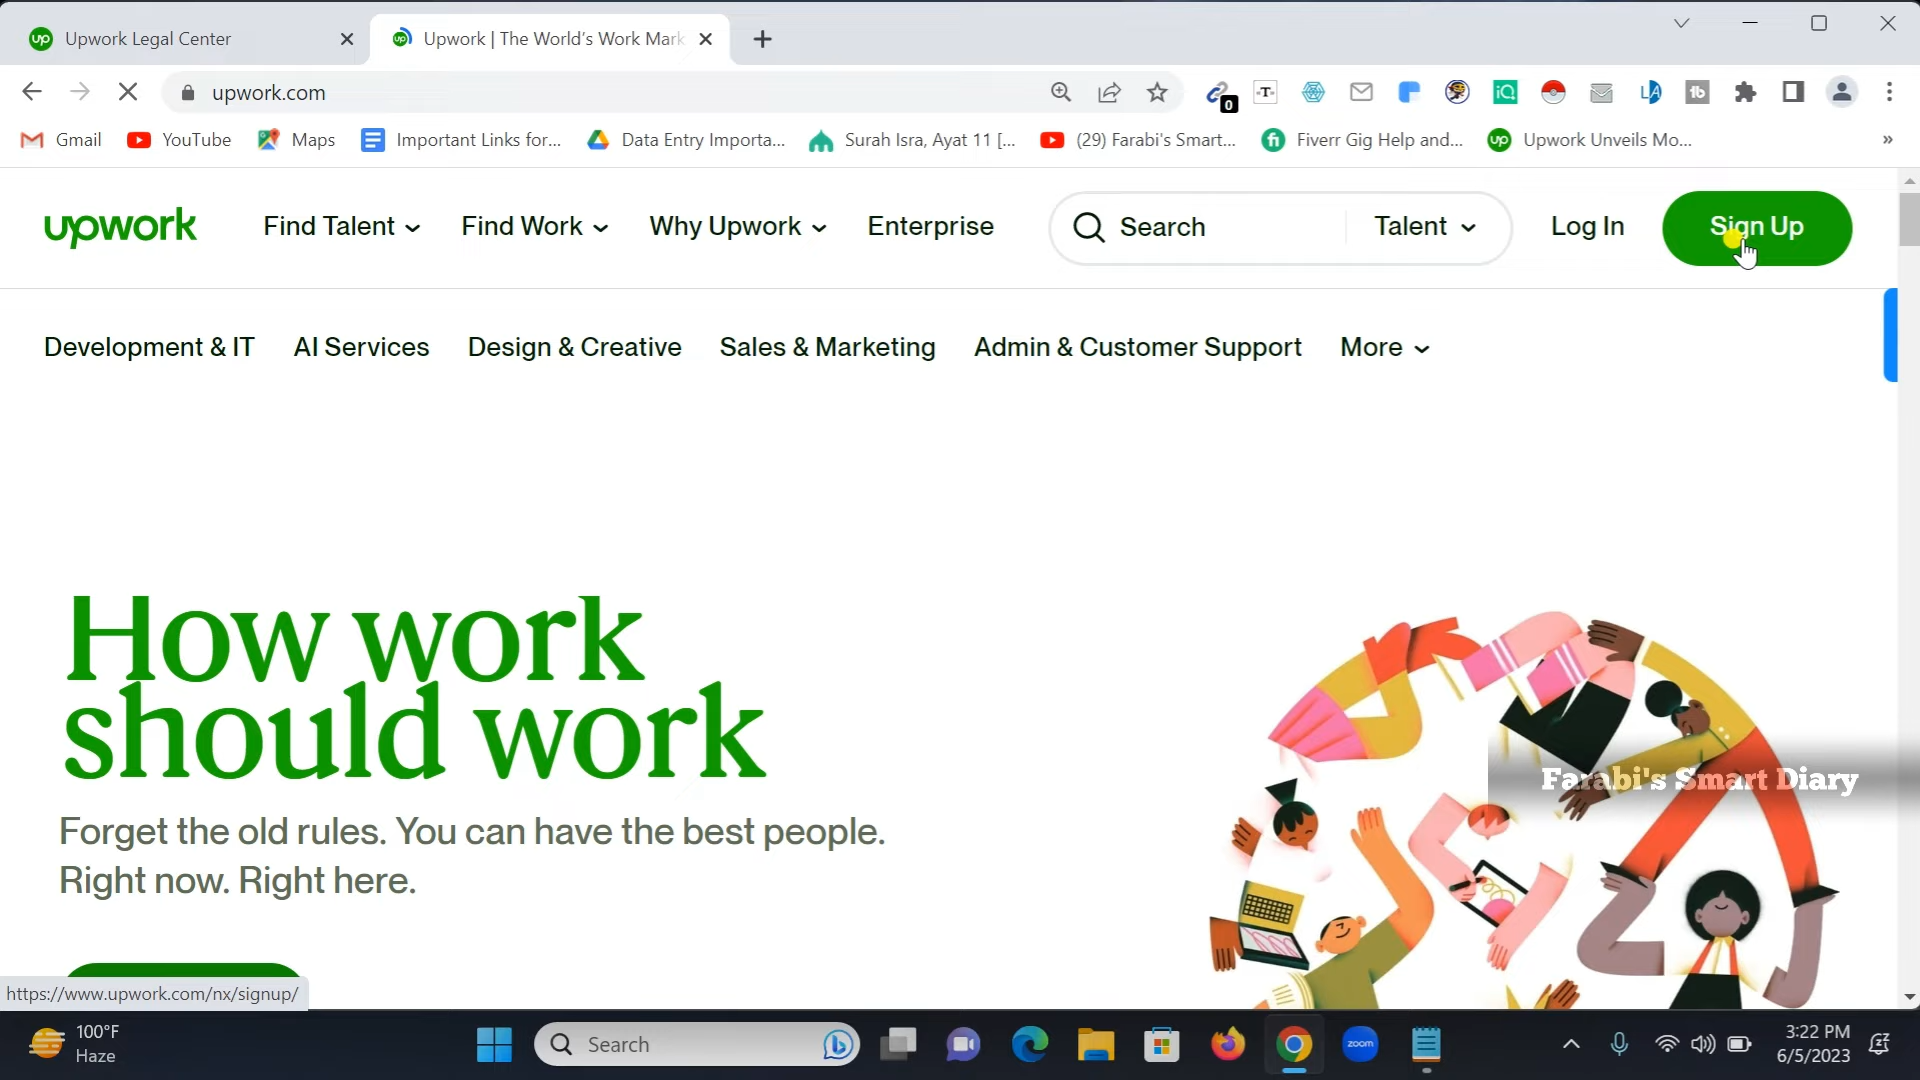 Upwork Legal Center
Upwork | The World's Work Mark
upwork.com
0
T
iQ
LA
tb
Gmail
YouTube
Maps
Important Links for...
Data Entry Importa...
Surah Isra, Ayat 11 [...
(29) Farabi's Smart...
Fiverr Gig Help and...
Upwork Unveils Mo...
»
upwork
Find Talent
Find Work
Why Upwork
Enterprise
Search
Talent
Log In
Sign Up
Development & IT
AI Services
Design & Creative
Sales & Marketing
Admin & Customer Support
More
How work
should work
Forget the old rules. You can have the best people.
Right now. Right here.
Farabi's Smart Diary
https://www.upwork.com/nx/signup/
100°F
Haze
Search
zoom
3:22 PM
6/5/2023